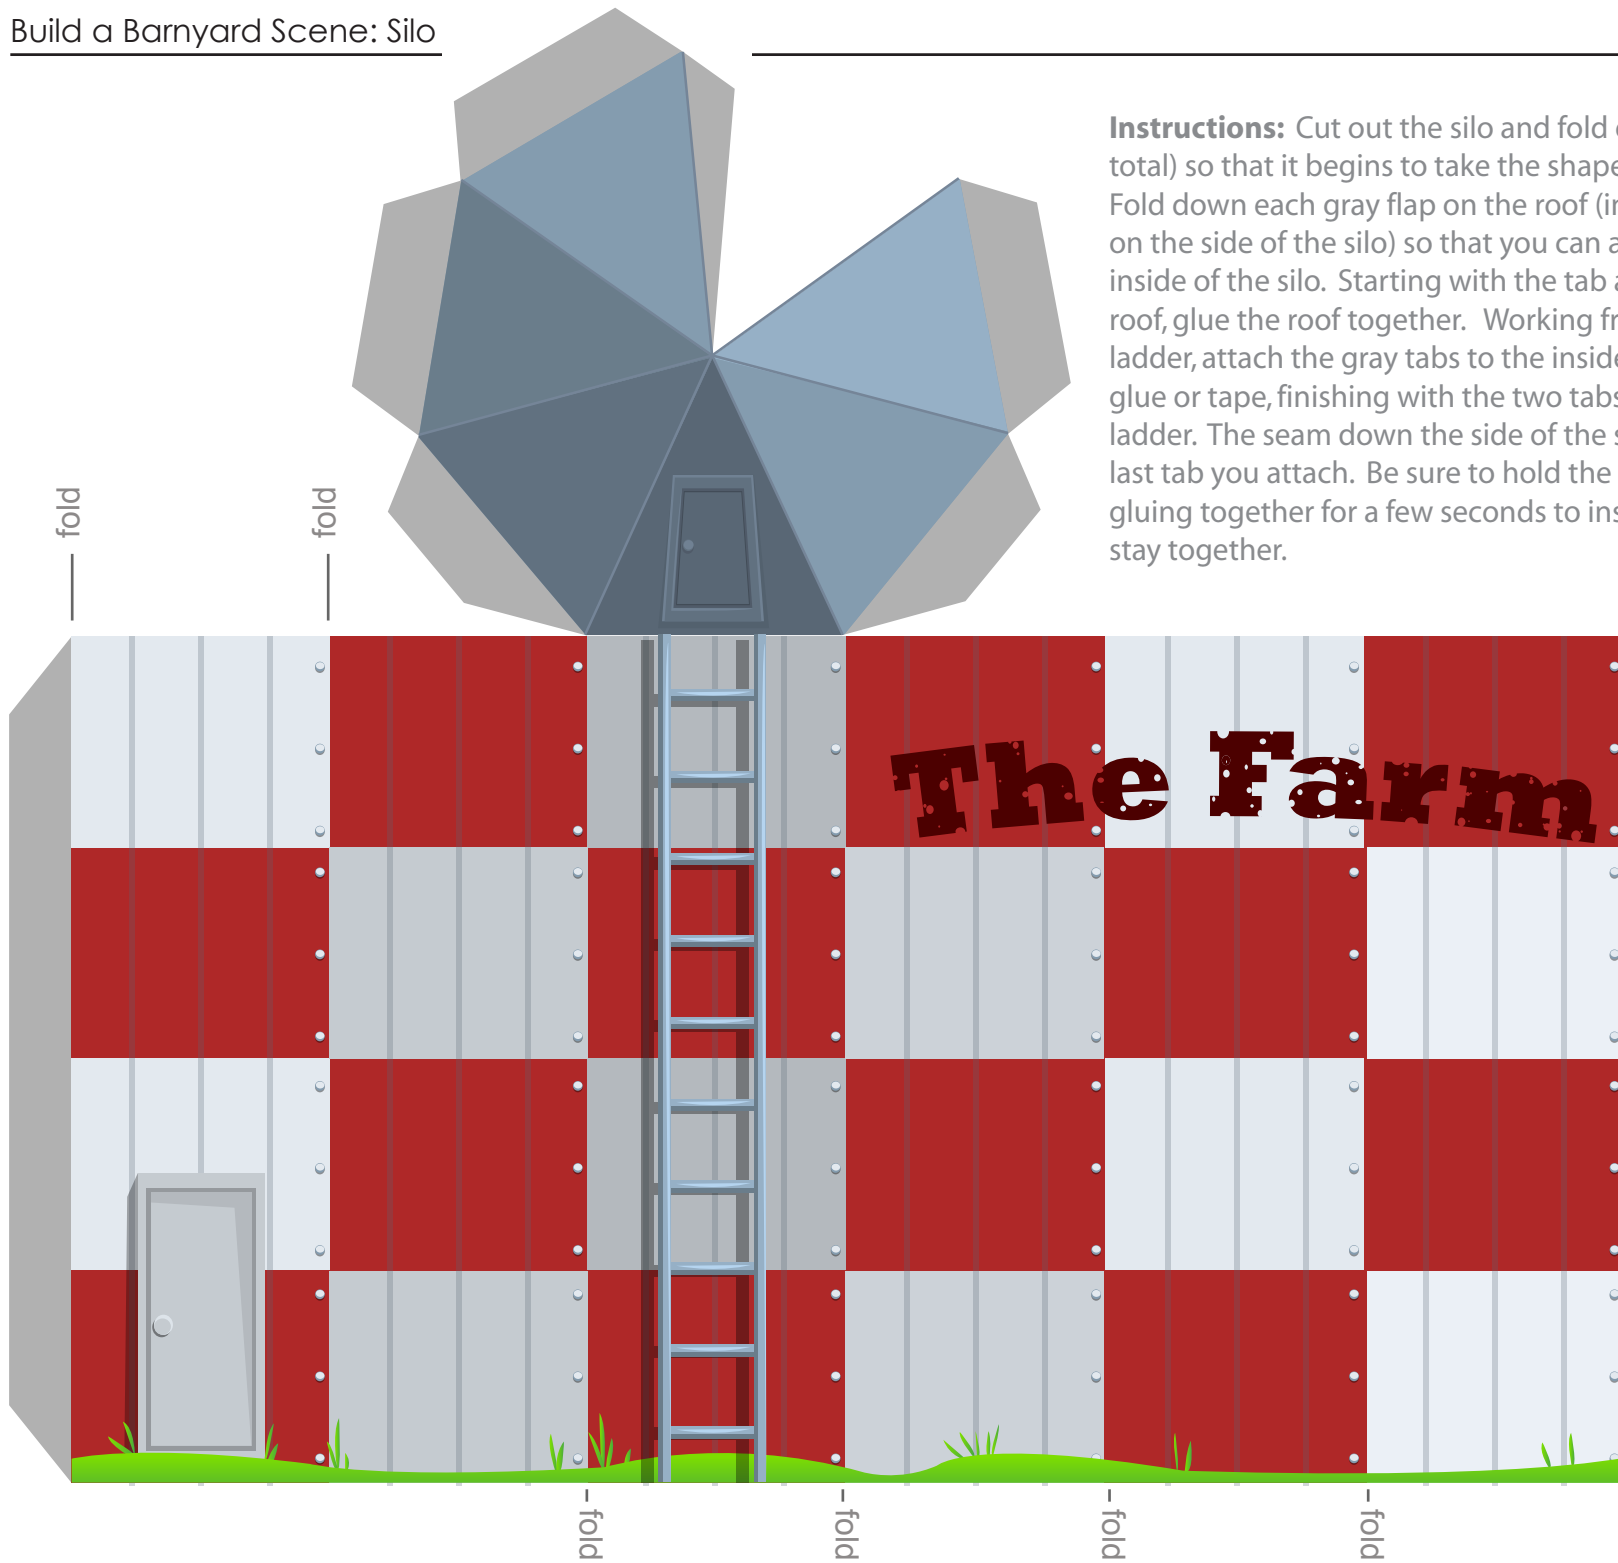 Build a Barnyard Scene: Silo
Instructions: Cut out the silo and fold
total) so that it begins to take the shape
Fold down each gray flap on the roof
on the side of the silo) so that you can
inside of the silo. Starting with the tab
roof, glue the roof together. Working
ladder, attach the gray tabs to the inside
glue or tape, finishing with the two tabs
ladder. The seam down the side of the
last tab you attach. Be sure to hold the
gluing together for a few seconds to
stay together.
fold
fold
The Farm
fold
fold
fold
fold